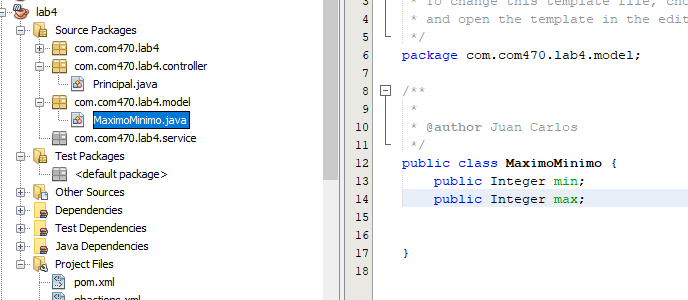 lab4
Source Packages
com.com470.lab4
com.com470.lab4.controller
Principal.java
com.com470.lab4.model
MaximoMinimo.java
com.com470.lab4.service
Test Packages
<default package>
Other Sources
Dependencies
Test Dependencies
Java Dependencies
Project Files
pom.xml
nbactions.xml
3 * To change this template file, cho
4 * and open the template in the edit
5 */
6 package com.com470.lab4.model;
7
8 /**
9 *
10 * @author Juan Carlos
11 */
12 public class MaximoMinimo {
13 public Integer min;
14 public Integer max;
15
16
17 }
18